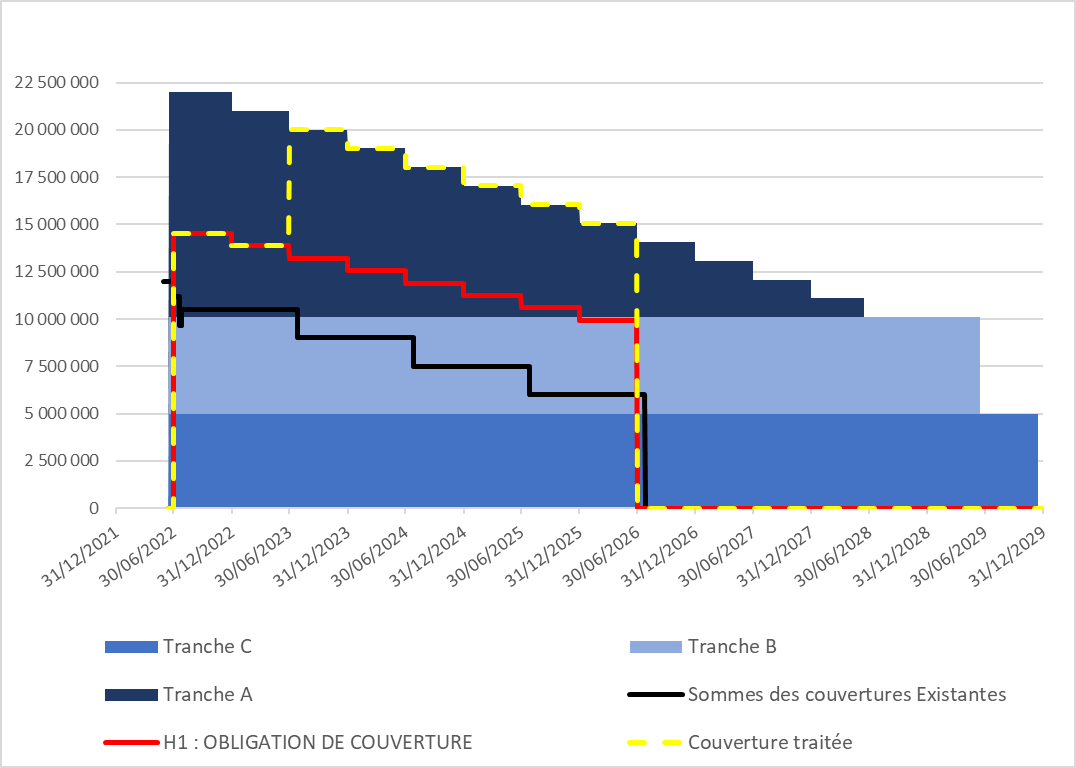 22 500 000
20 000 000
17 500 000
15 000 000
12 500 000
10 000 000
7 500 000
5 000 000
2 500 000
0
31/12/2021
30/06/2022
31/12/2022
30/06/2023
31/12/2023
30/06/2024
31/12/2024
30/06/2025
31/12/2025
30/06/2026
31/12/2026
30/06/2027
31/12/2027
30/06/2028
31/12/2028
30/06/2029
31/12/2029
Tranche C
Tranche B
Tranche A
Sommes des couvertures Existantes
H1 : OBLIGATION DE COUVERTURE
Couverture traitée